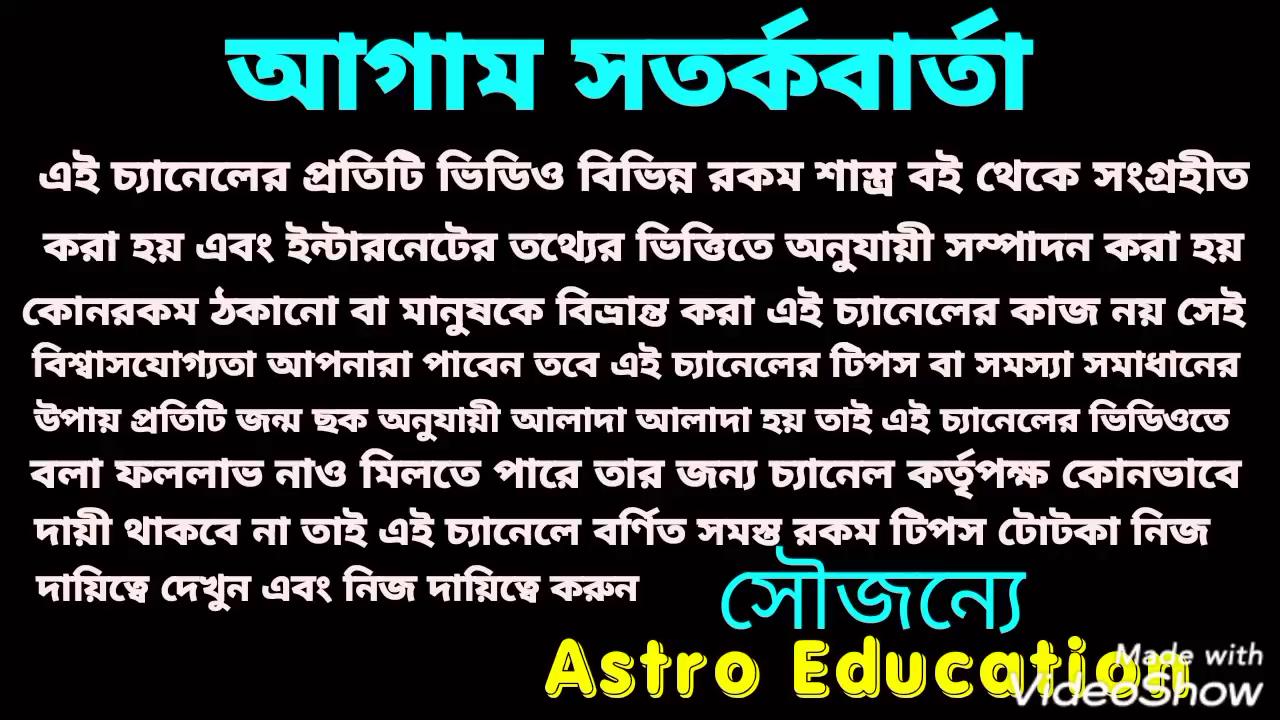 আগাম সতর্কবার্তা
এই চ্যানেলের প্রতিটি ভিডিও বিভিন্ন রকম শাস্ত্র বই থেকে সংগ্রহীত
করা হয় এবং ইন্টারনেটের তথ্যের ভিত্তিতে অনুযায়ী সম্পাদন করা হয়
কোনরকম ঠকানো বা মানুষকে বিভ্রান্ত করা এই চ্যানেলের কাজ নয় সেই
বিশ্বাসযোগ্যতা আপনারা পাবেন তবে এই চ্যানেলের টিপস বা সমস্যা সমাধানের
উপায় প্রতিটি জন্ম ছক অনুযায়ী আলাদা আলাদা হয় তাই এই চ্যানেলের ভিডিওতে
বলা ফললাভ নাও মিলতে পারে তার জন্য চ্যানেল কর্তৃপক্ষ কোনভাবে
দায়ী থাকবে না তাই এই চ্যানেলে বর্ণিত সমস্ত রকম টিপস টোটকা নিজ
দায়িত্বে দেখুন এবং নিজ দায়িত্বে করুন
সৌজন্যে
Astro Education
Made with
VideoShow